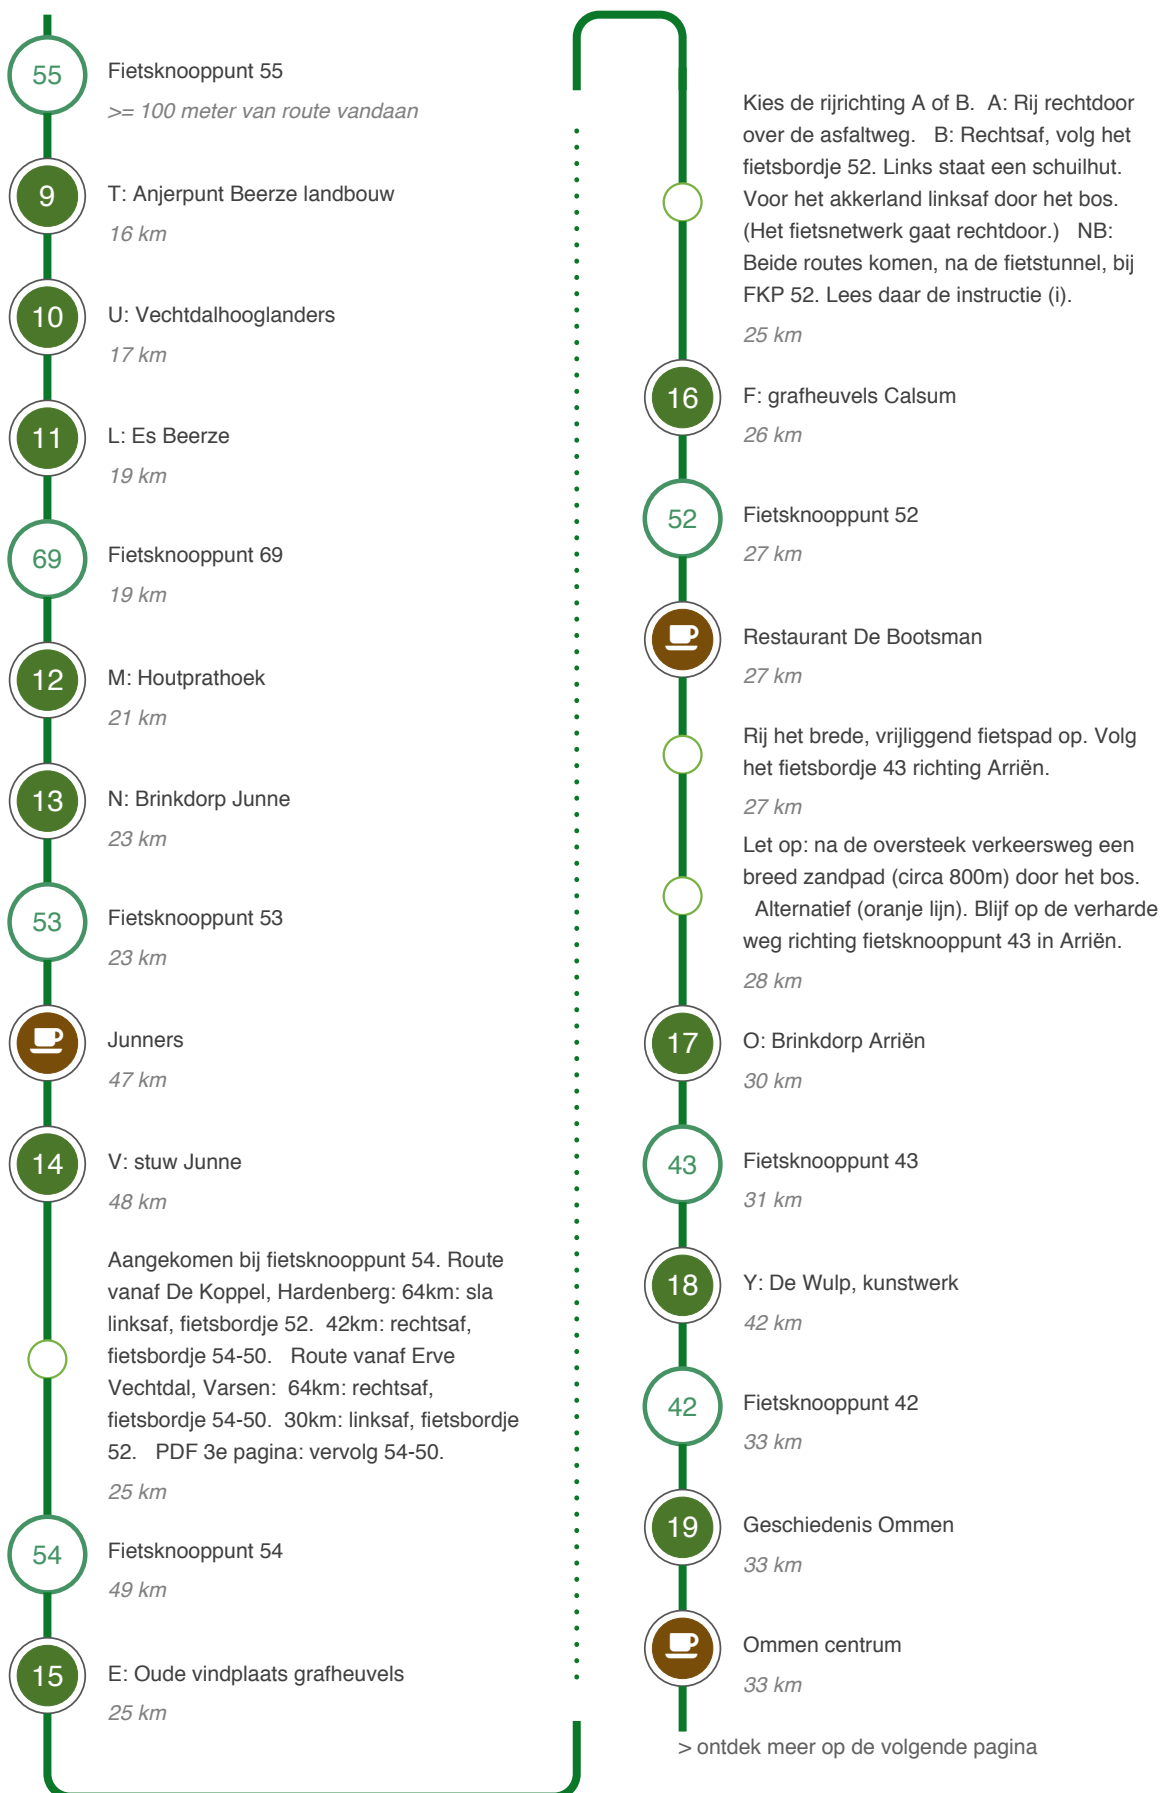 55
Fietsknooppunt 55
>= 100 meter van route vandaan
9
T: Anjerpunt Beerze landbouw
16 km
10
U: Vechtdalhooglanders
17 km
11
L: Es Beerze
19 km
69
Fietsknooppunt 69
19 km
12
M: Houtprathoek
21 km
13
N: Brinkdorp Junne
23 km
53
Fietsknooppunt 53
23 km
Junners
47 km
14
V: stuw Junne
48 km
Aangekomen bij fietsknooppunt 54. Route
vanaf De Koppel, Hardenberg: 64km: sla
linksaf, fietsbordje 52. 42km: rechtsaf,
fietsbordje 54-50. Route vanaf Erve
Vechtdal, Varsen: 64km: rechtsaf,
fietsbordje 54-50. 30km: linksaf, fietsbordje
52. PDF 3e pagina: vervolg 54-50.
25 km
54
Fietsknooppunt 54
49 km
15
E: Oude vindplaats grafheuvels
25 km
Kies de rijrichting A of B. A: Rij rechtdoor
over de asfaltweg. B: Rechtsaf, volg het
fietsbordje 52. Links staat een schuilhut.
Voor het akkerland linksaf door het bos.
(Het fietsnetwerk gaat rechtdoor.) NB:
Beide routes komen, na de fietstunnel, bij
FKP 52. Lees daar de instructie (i).
25 km
16
F: grafheuvels Calsum
26 km
52
Fietsknooppunt 52
27 km
Restaurant De Bootsman
27 km
Rij het brede, vrijliggend fietspad op. Volg
het fietsbordje 43 richting Arriën.
27 km
Let op: na de oversteek verkeersweg een
breed zandpad (circa 800m) door het bos.
Alternatief (oranje lijn). Blijf op de verharde
weg richting fietsknooppunt 43 in Arriën.
28 km
17
O: Brinkdorp Arriën
30 km
43
Fietsknooppunt 43
31 km
18
Y: De Wulp, kunstwerk
42 km
42
Fietsknooppunt 42
33 km
19
Geschiedenis Ommen
33 km
Ommen centrum
33 km
> ontdek meer op de volgende pagina